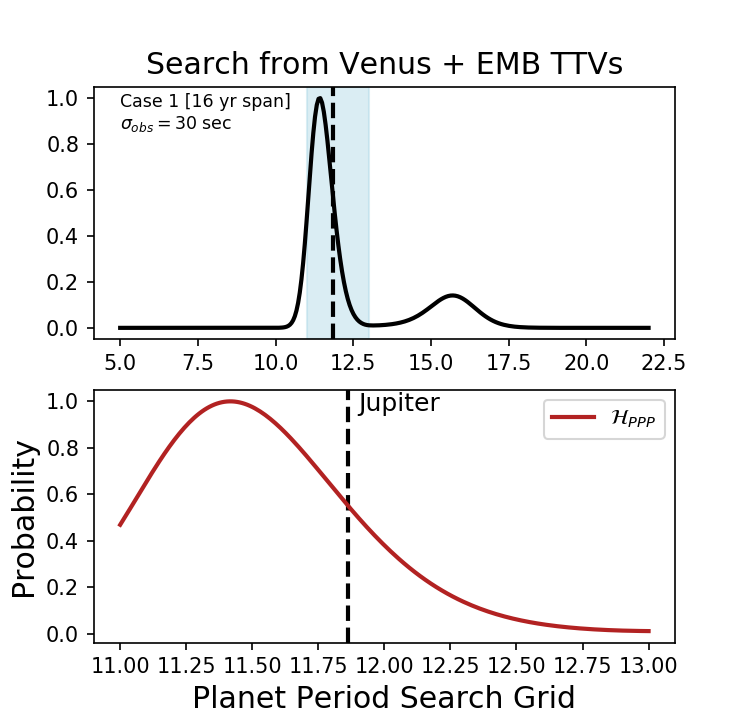 Search from Venus + EMB TTVs
Case 1 [16 yr span]
σ_obs = 30 sec
1.0
0.8
0.6
0.4
0.2
0.0
5.0 7.5 10.0 12.5 15.0 17.5 20.0 22.5
Jupiter
ℋ_PPP
Probability
1.0
0.8
0.6
0.4
0.2
0.0
11.00 11.25 11.50 11.75 12.00 12.25 12.50 12.75 13.00
Planet Period Search Grid